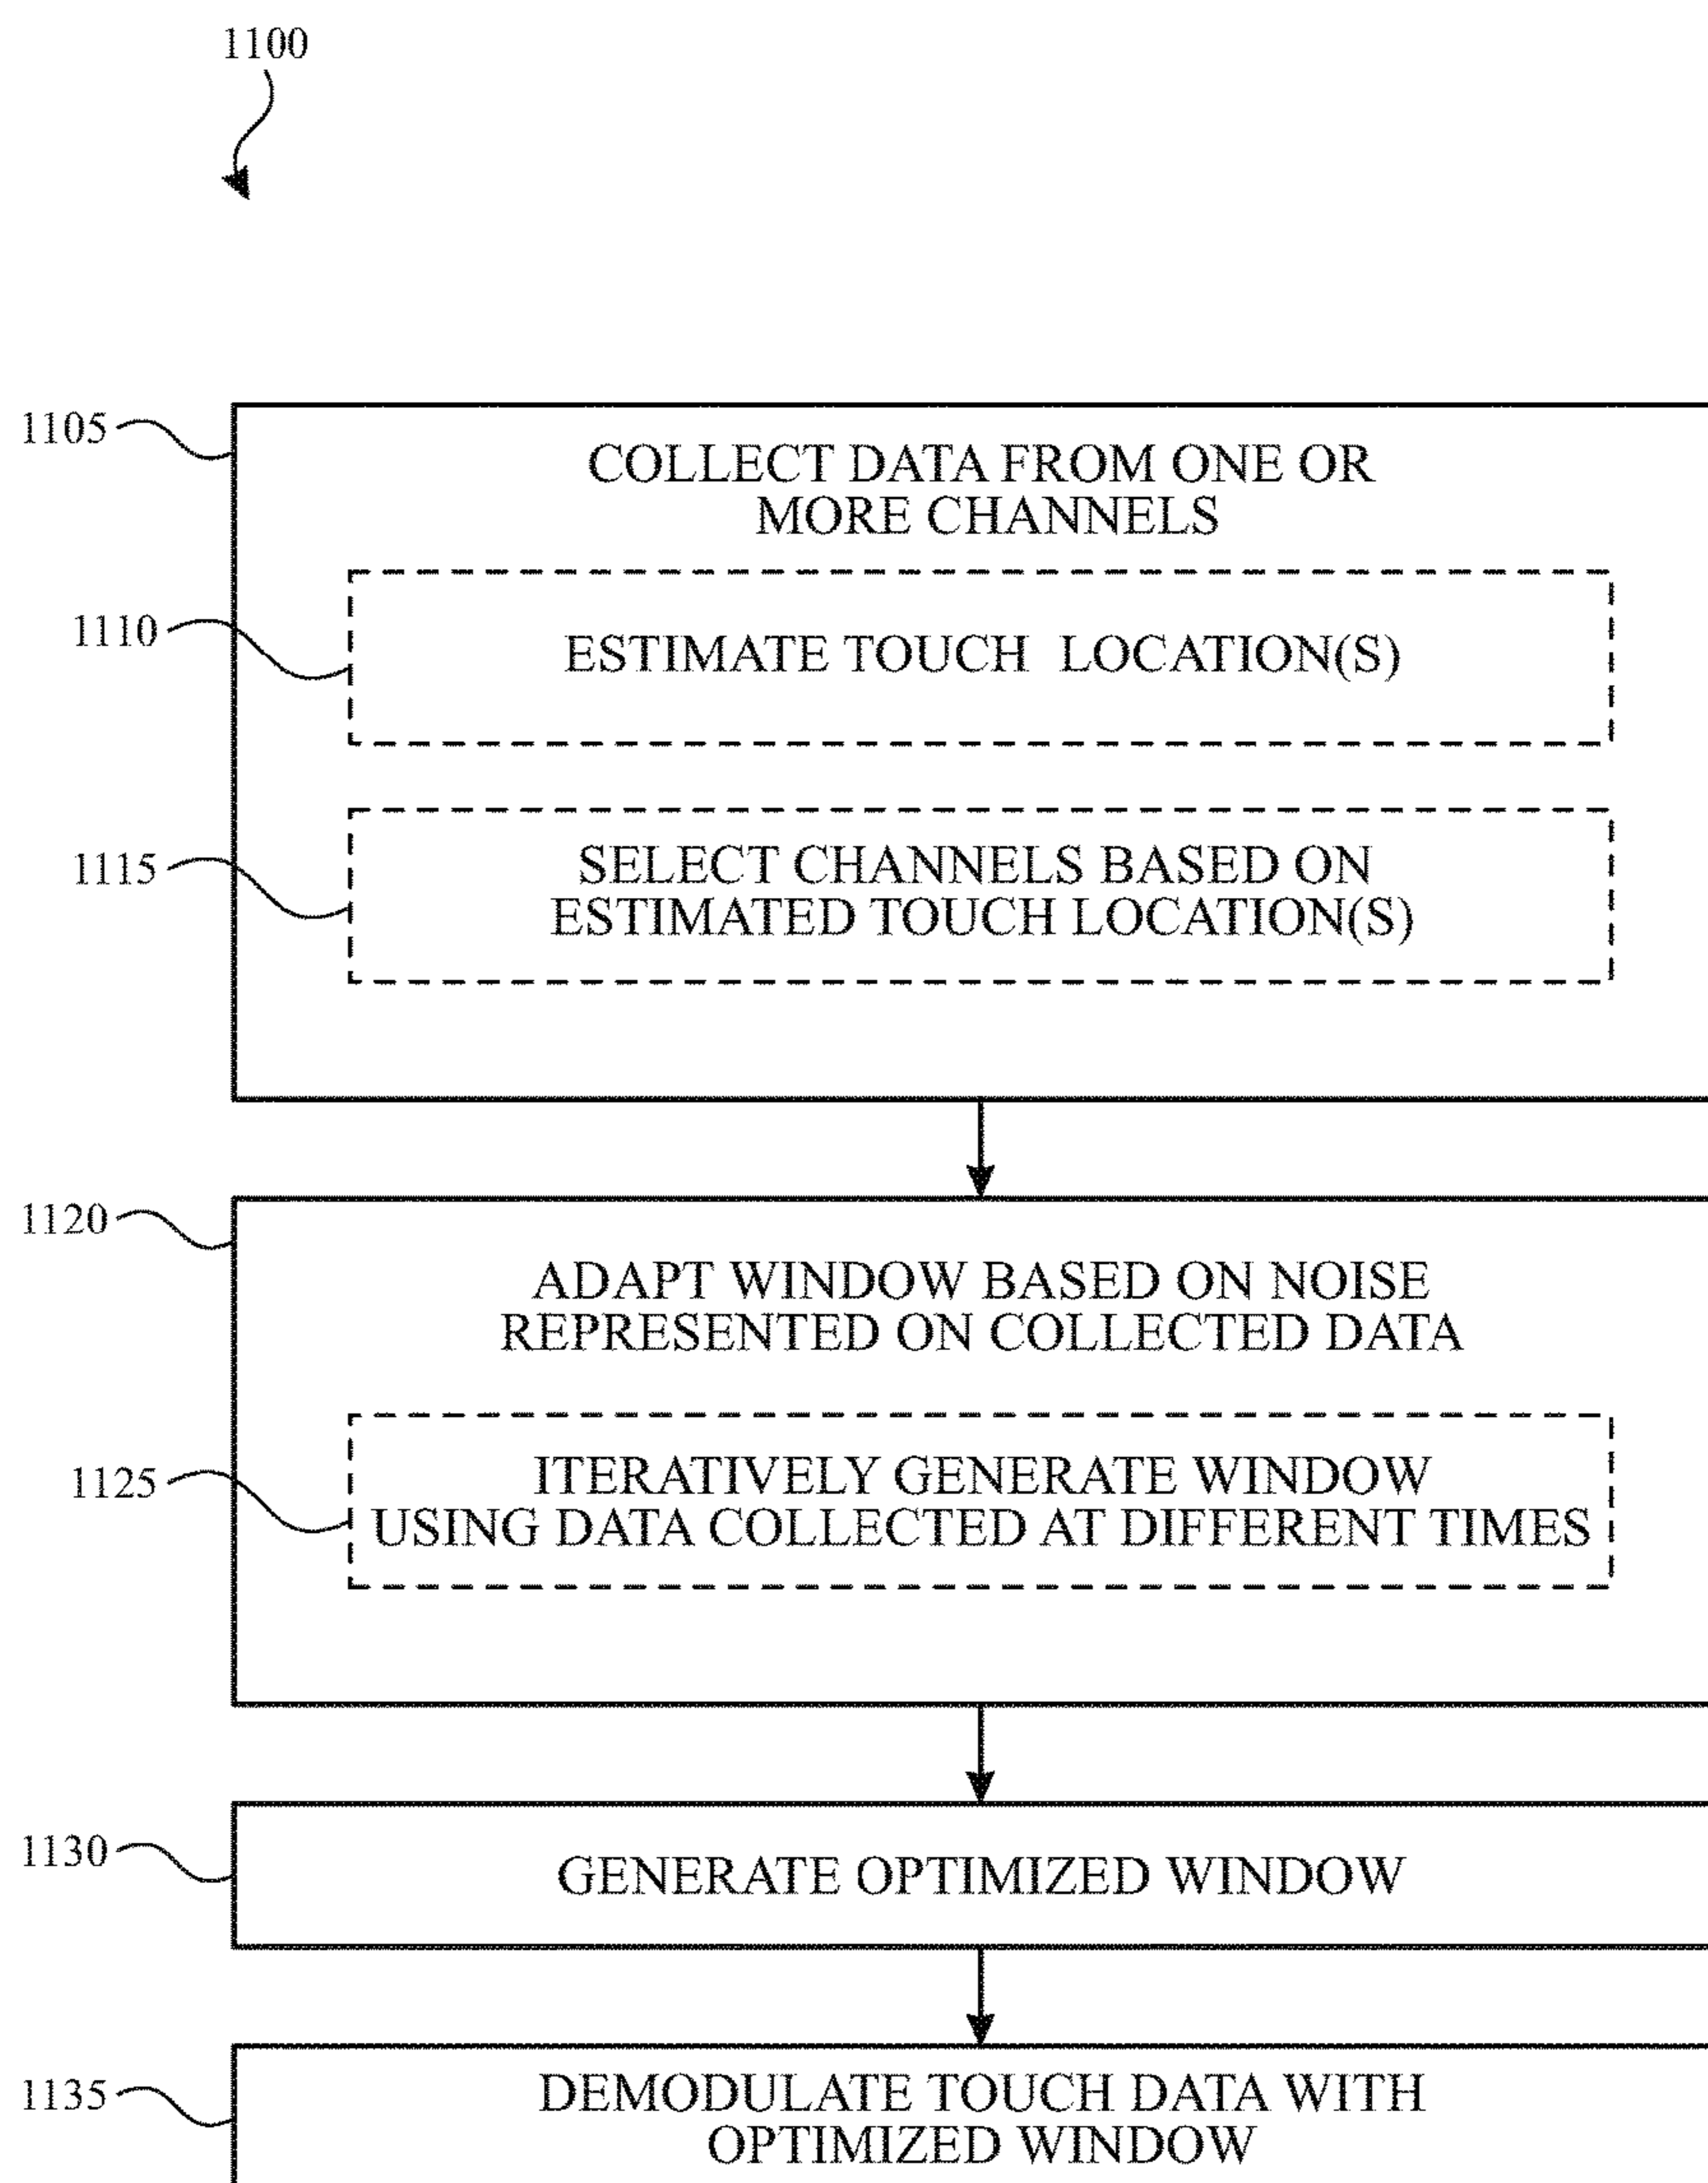 1100
1105
COLLECT DATA FROM ONE OR
MORE CHANNELS
1110
ESTIMATE TOUCH LOCATION(S)
1115
SELECT CHANNELS BASED ON
ESTIMATED TOUCH LOCATION(S)
1120
ADAPT WINDOW BASED ON NOISE
REPRESENTED ON COLLECTED DATA
1125
ITERATIVELY GENERATE WINDOW
USING DATA COLLECTED AT DIFFERENT TIMES
1130
GENERATE OPTIMIZED WINDOW
1135
DEMODULATE TOUCH DATA WITH
OPTIMIZED WINDOW